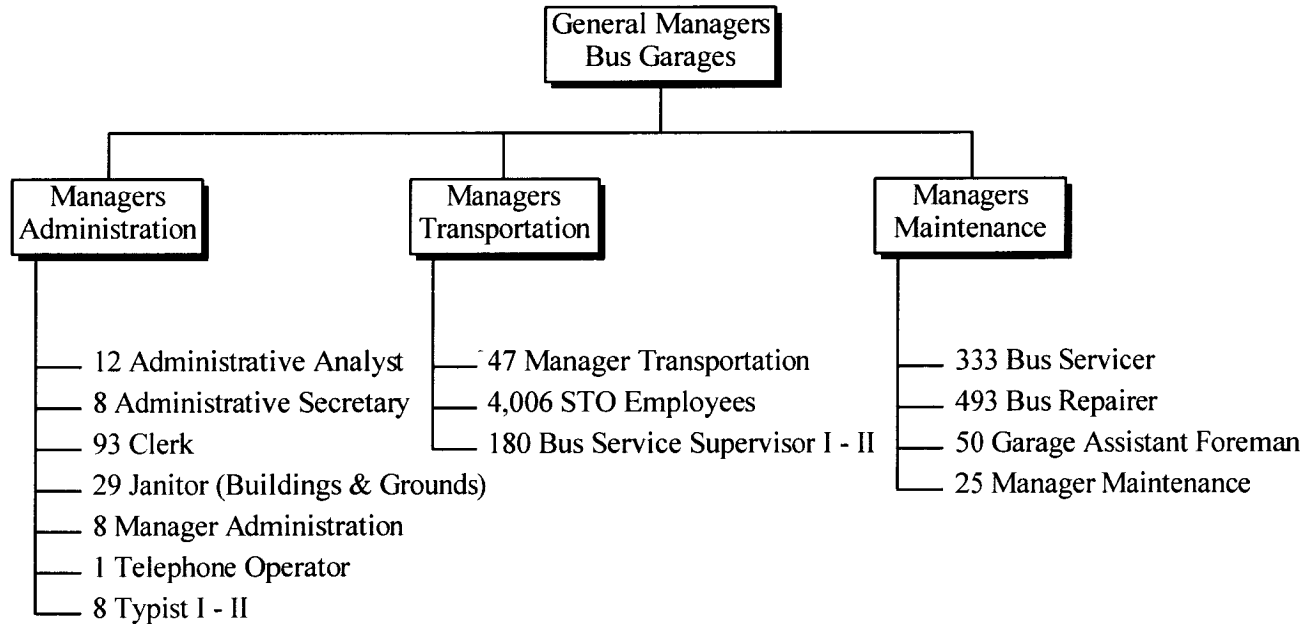 General Managers
Bus Garages
Managers
Administration
Managers
Transportation
Managers
Maintenance
12 Administrative Analyst
8 Administrative Secretary
93 Clerk
29 Janitor (Buildings & Grounds)
8 Manager Administration
1 Telephone Operator
8 Typist I - II
47 Manager Transportation
4,006 STO Employees
180 Bus Service Supervisor I - II
333 Bus Servicer
493 Bus Repairer
50 Garage Assistant Foreman
25 Manager Maintenance